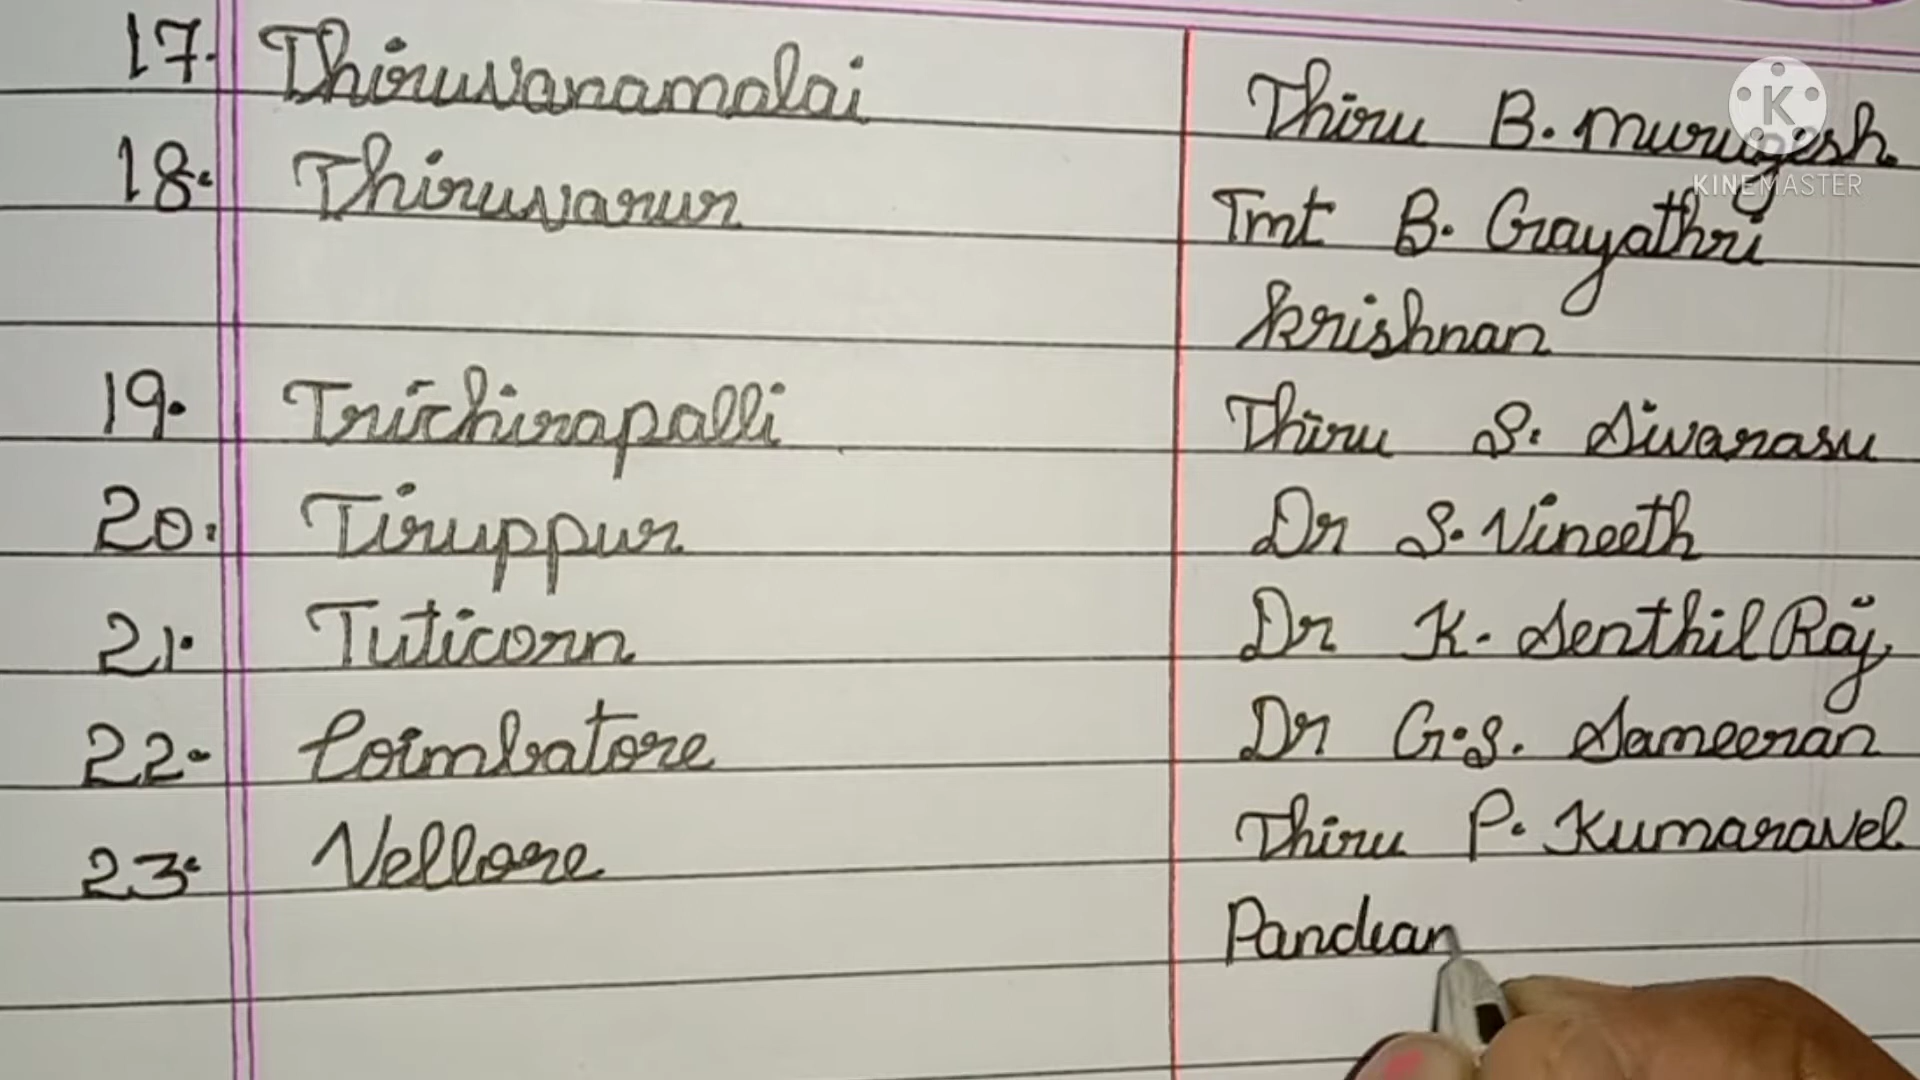 17. Thiruvanamalai Thiru B. Murugesh.
18. Thiruvarur Tmt B. Gayathri
Krishnan
19. Trichirapalli Thiru S. Sivarasu
20. Tiruppur Dr S. Vineeth
21. Tuticorn Dr K. Senthil Raj,
22. Coimbatore Dr G.S. Sameeran
23. Vellore Thiru P. Kumaravel
Pandian
K
KINEMASTER